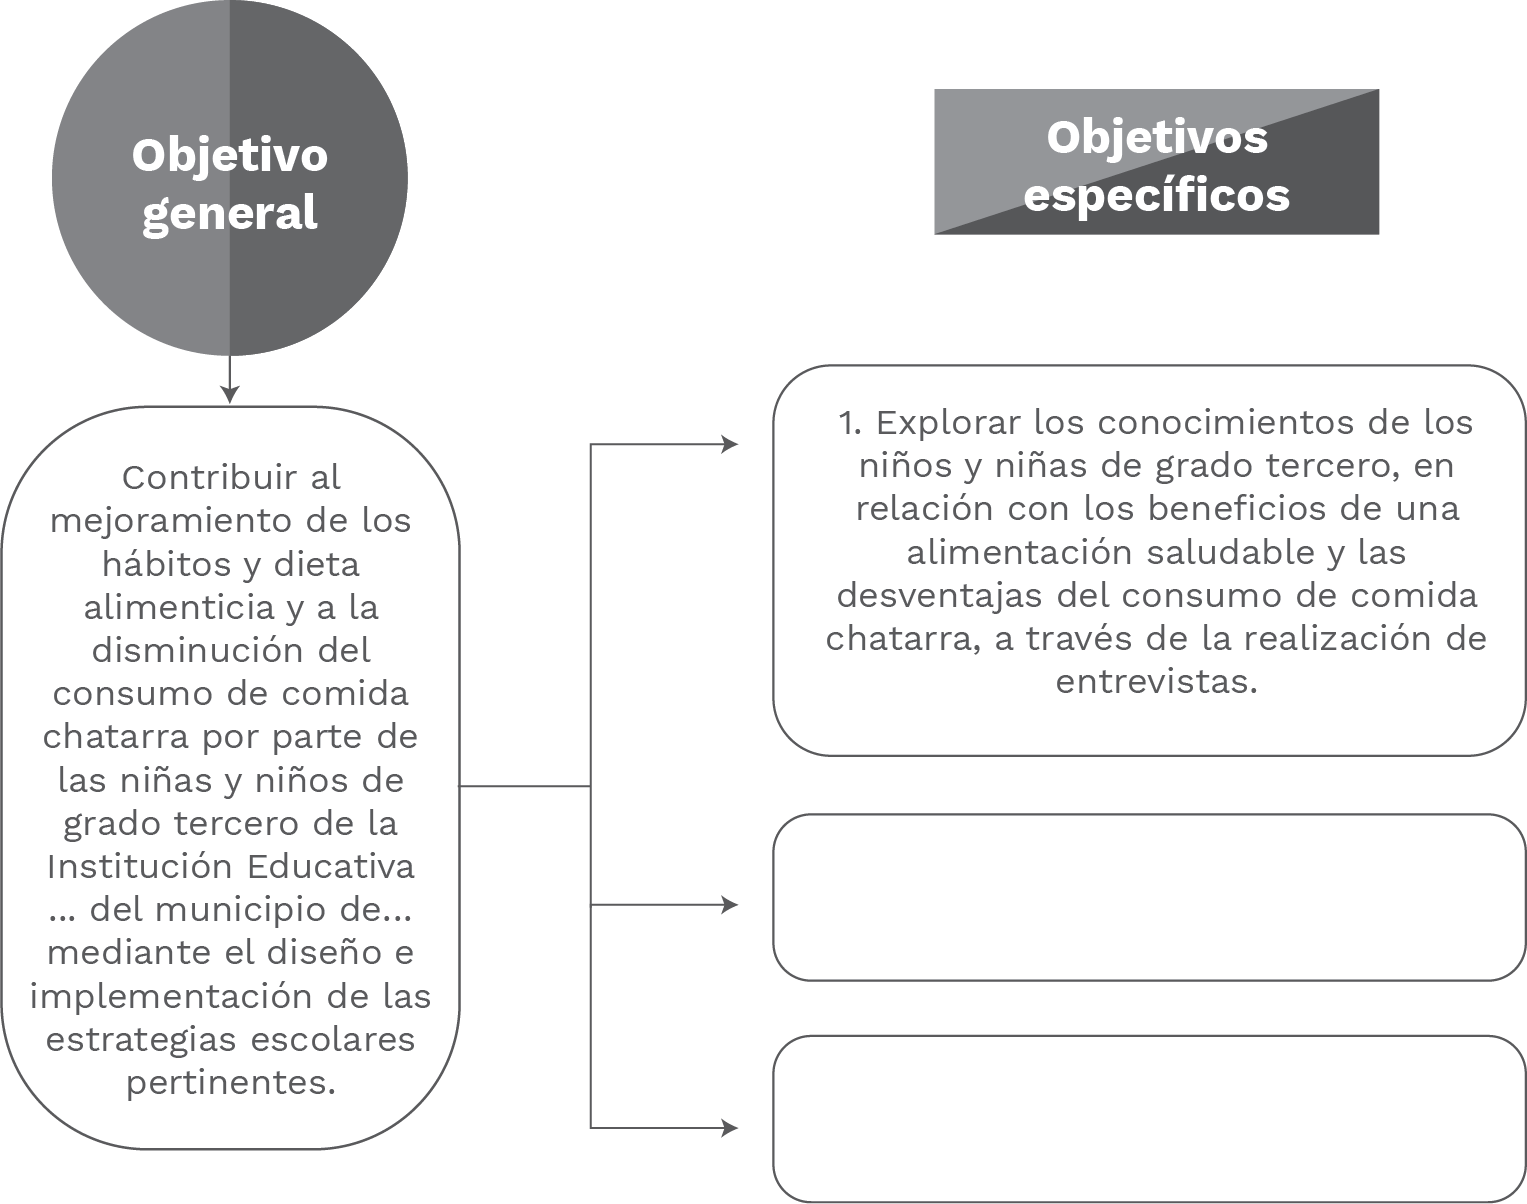 Objetivo
general
Objetivos
específicos
Contribuir al
mejoramiento de los
hábitos y dieta
alimenticia y a la
disminución del
consumo de comida
chatarra por parte de
las niñas y niños de
grado tercero de la
Institución Educativa
... del municipio de...
mediante el diseño e
implementación de las
estrategias escolares
pertinentes.
1. Explorar los conocimientos de los
niños y niñas de grado tercero, en
relación con los beneficios de una
alimentación saludable y las
desventajas del consumo de comida
chatarra, a través de la realización de
entrevistas.